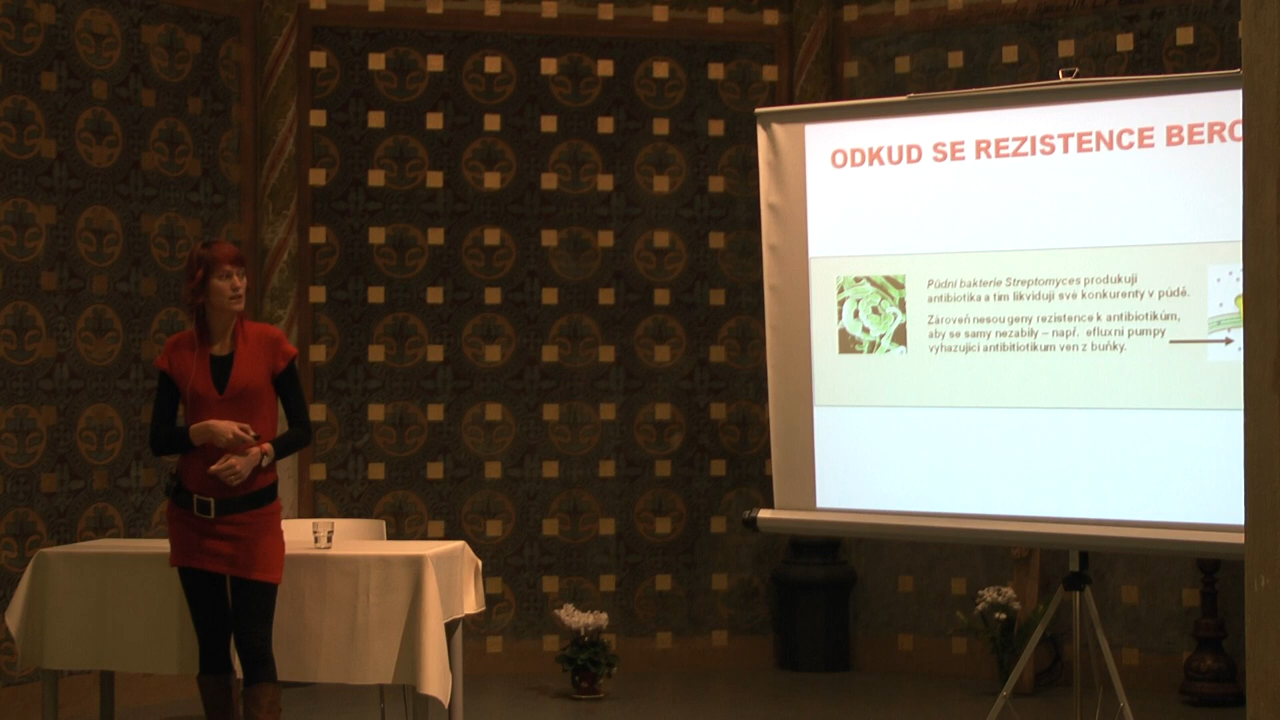 ODKUD SE REZISTENCE BERO
Půdní bakterie Streptomyces produkují
antibiotika a tím likvidují své konkurenty v půdě.
Zároveň nesou geny rezistence k antibiotikům,
aby se samy nezabily – např. efluxní pumpy
vyhazující antibitiotikum ven z buňky.